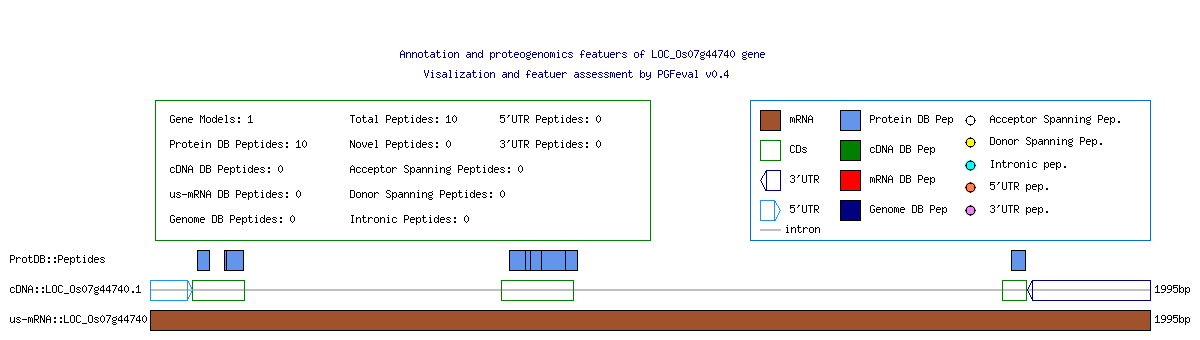 Annotation and proteogenomics featuers of LOC_Os07g44740 gene
Visalization and featuer assessment by PGFeval v0.4
Gene Models: 1 Total Peptides: 10 5'UTR Peptides: 0
Protein DB Peptides: 10 Novel Peptides: 0 3'UTR Peptides: 0
cDNA DB Peptides: 0 Acceptor Spanning Peptides: 0
us-mRNA DB Peptides: 0 Donor Spanning Peptides: 0
Genome DB Peptides: 0 Intronic Peptides: 0
mRNA Protein DB Pep Acceptor Spanning Pep.
CDs cDNA DB Pep Donor Spanning Pep.
3'UTR mRNA DB Pep Intronic pep.
5'UTR Genome DB Pep 5'UTR pep.
intron 3'UTR pep.
ProtDB::Peptides
cDNA::LOC_Os07g44740.1 1995bp
us-mRNA::LOC_Os07g44740 1995bp